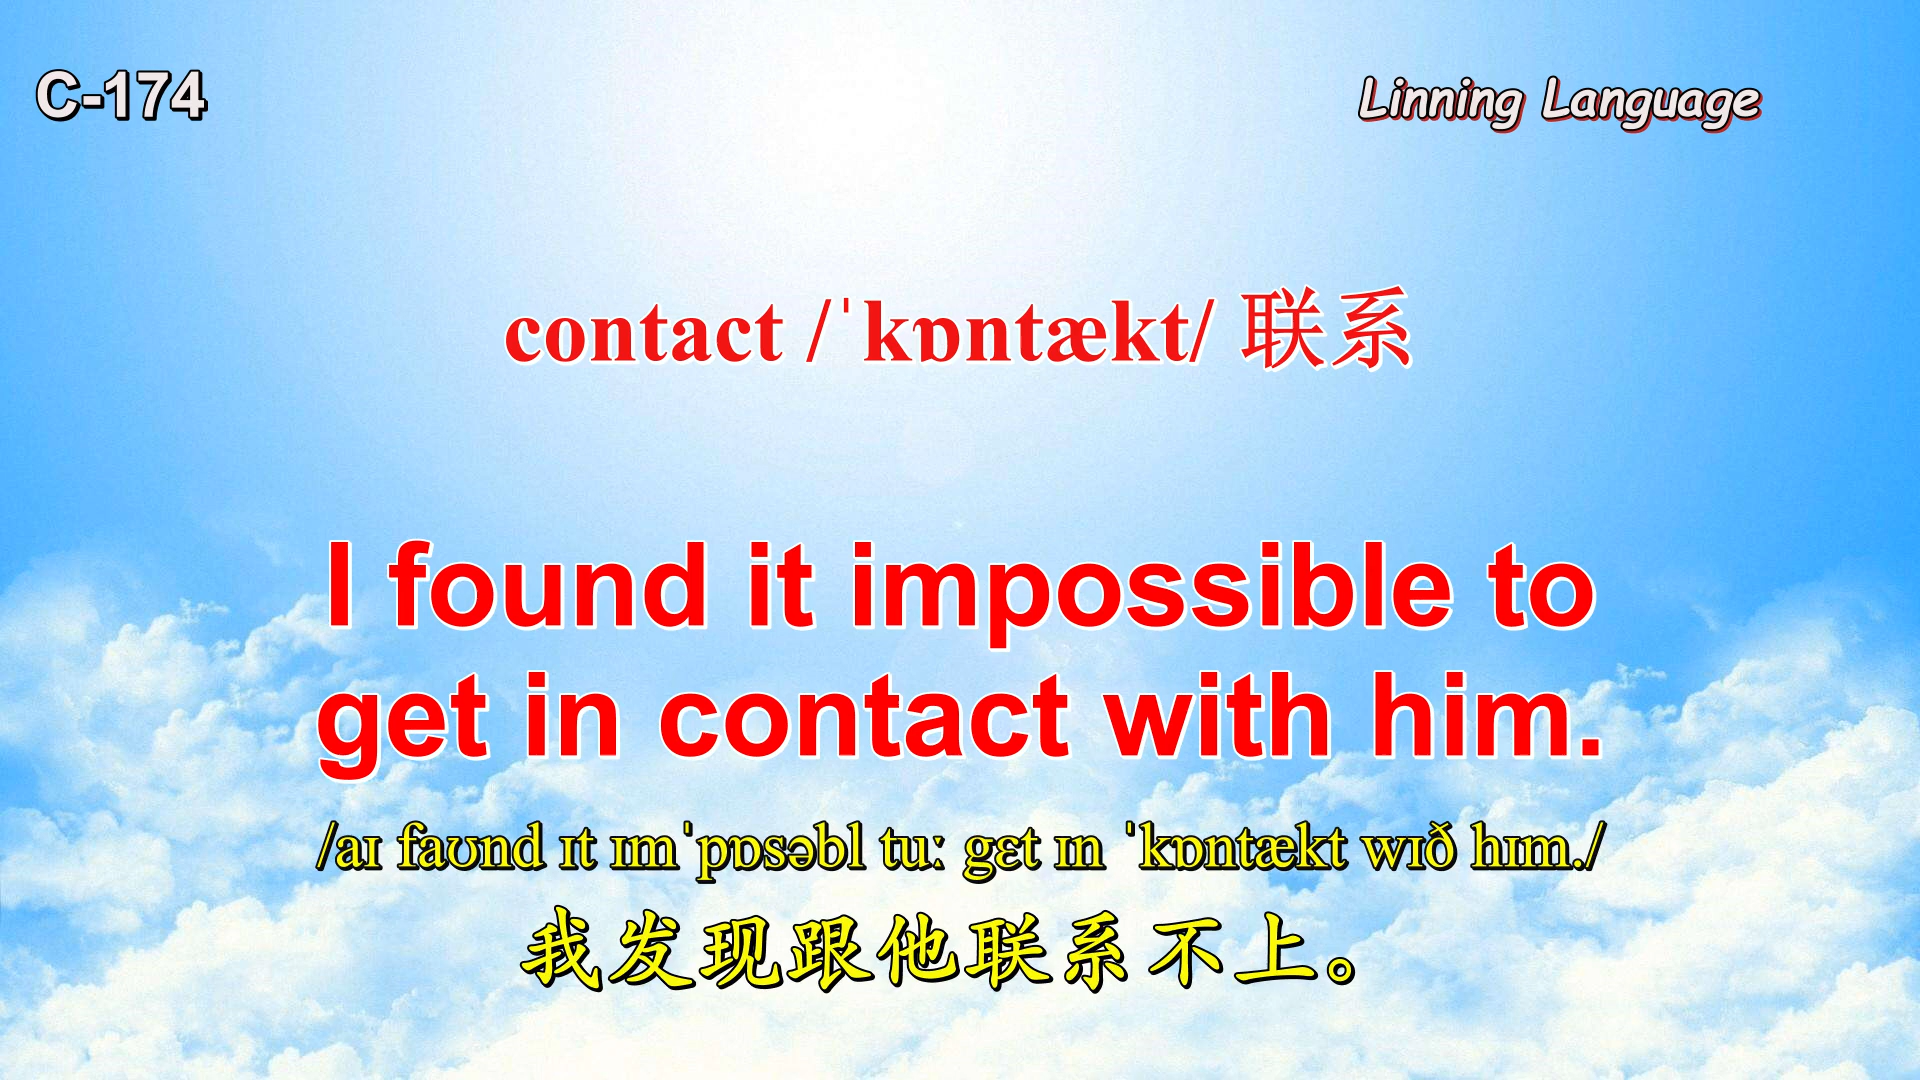 C-174
Linning Language
contact /ˈkɒntækt/ 联系
I found it impossible to
get in contact with him.
/aɪ faʊnd ɪt ɪmˈpɒsəbl tuː gɛt ɪn ˈkɒntækt wɪð hɪm./
我发现跟他联系不上。